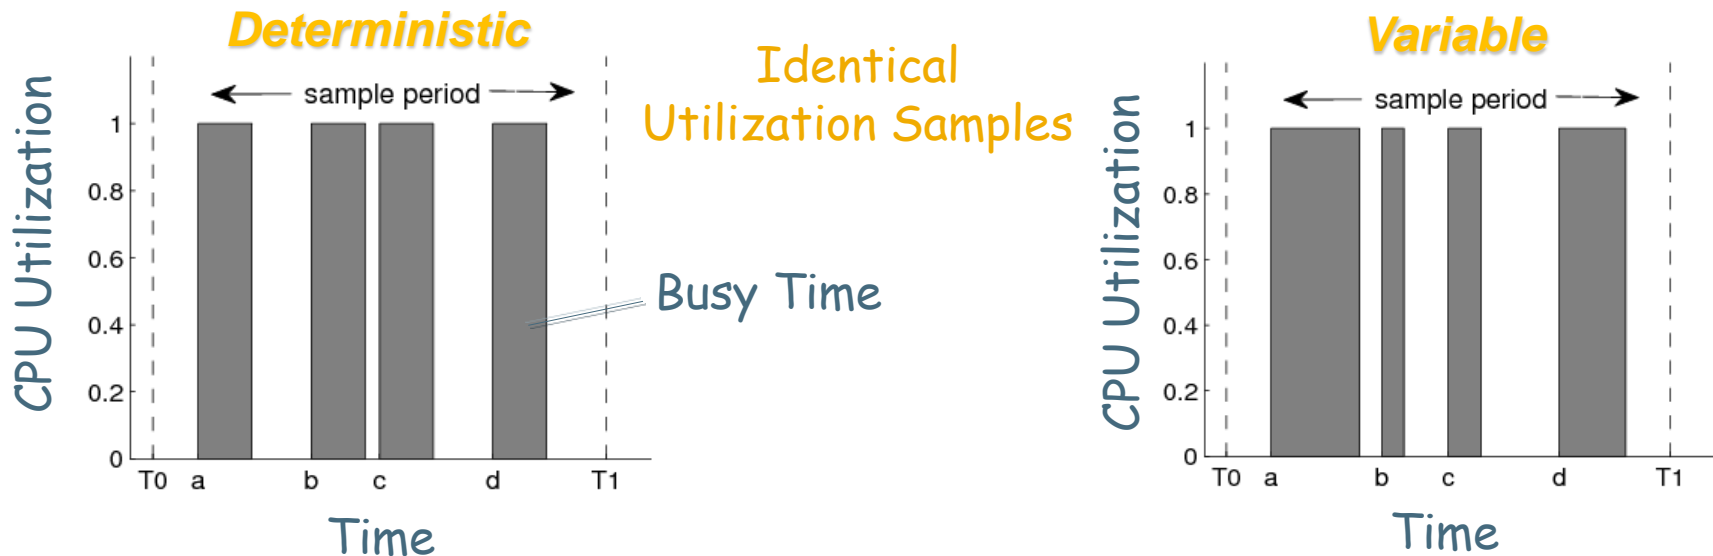 Deterministic
sample period
CPU Utilization
1
0.8
0.6
0.4
0.2
0
T0 a b c d T1
Time
Identical
Utilization Samples
Busy Time
Variable
sample period
CPU Utilization
1
0.8
0.6
0.4
0.2
0
T0 a b c d T1
Time